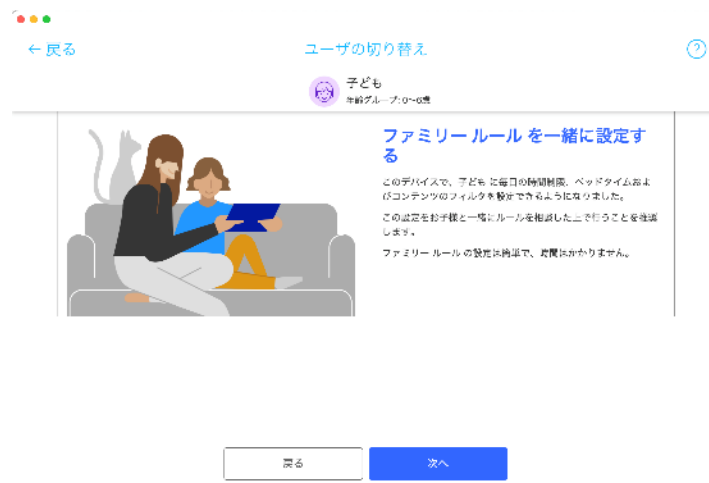 ← 戻る
ユーザの切り替え
?
子ども
年齢グループ: 0～6歳
ファミリー ルール を一緒に設定す
る
このデバイスで、子ども に毎日の時間制限、ベッドタイムおよ
びコンテンツのフィルタを設定できるようになりました。
この設定をお子様と一緒にルールを相談した上で行うことを推奨
します。
ファミリー ルール の設定は簡単で、時間はかかりません。
戻る
次へ